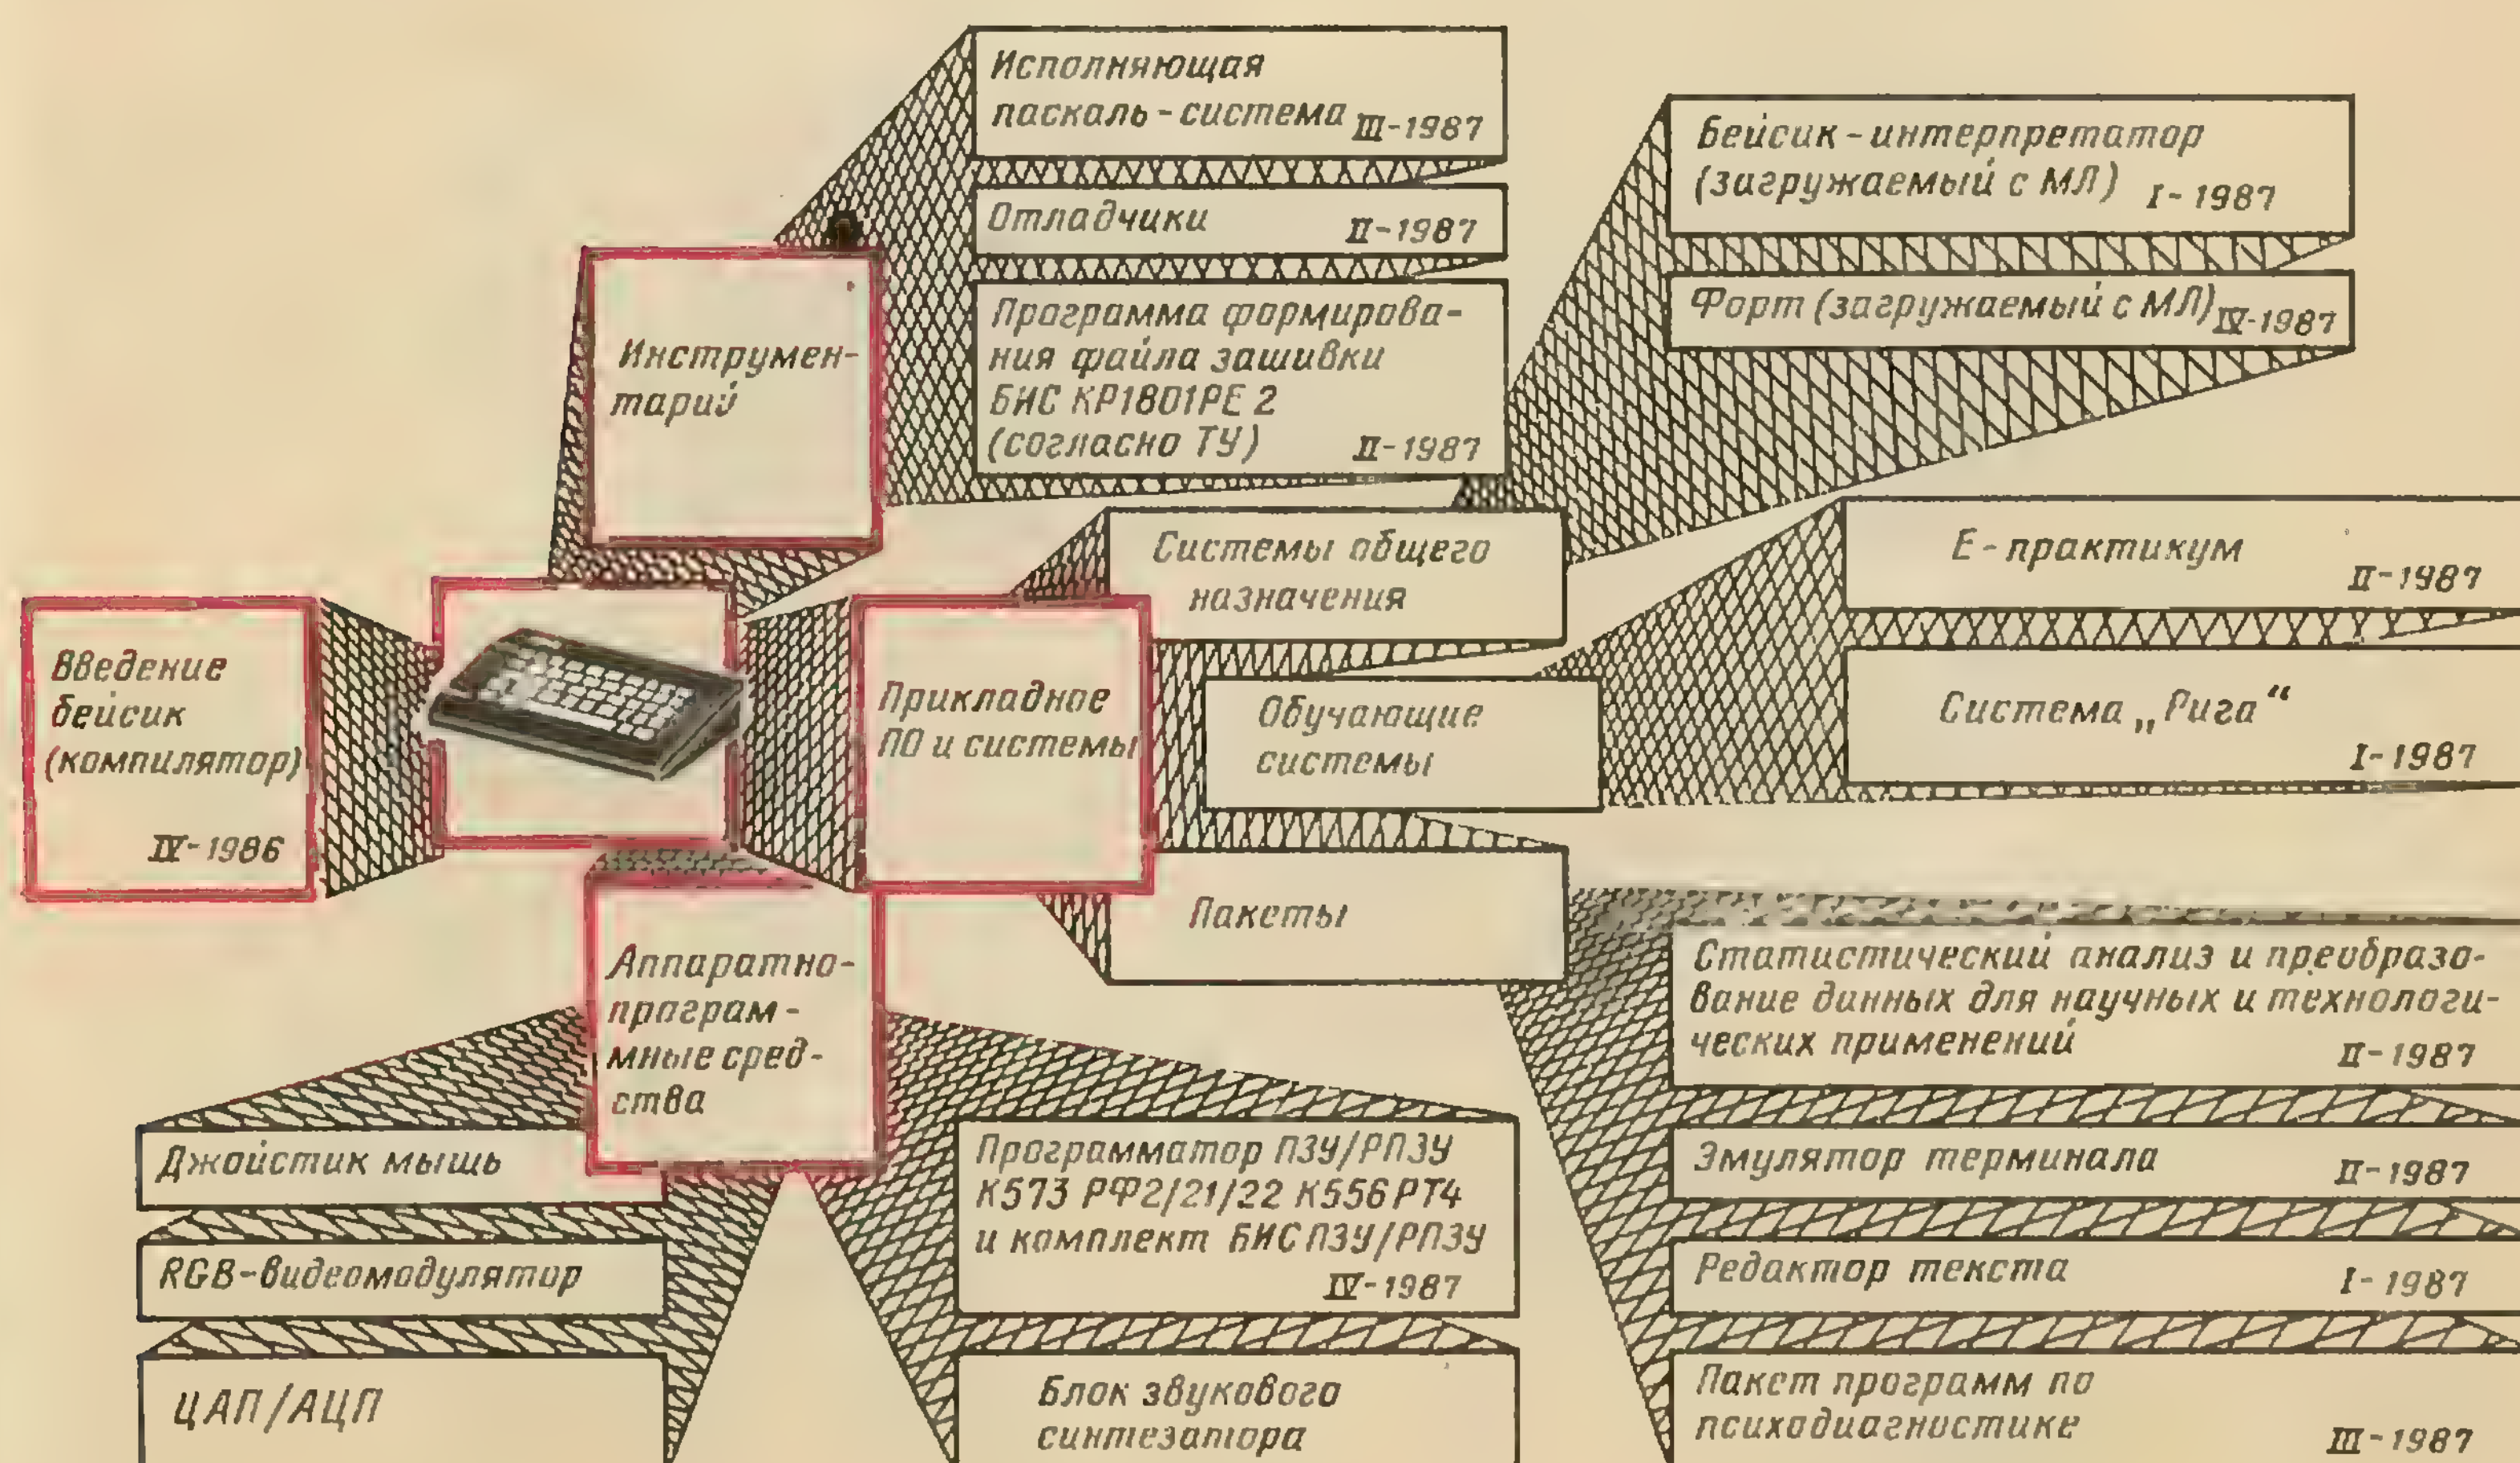 Исполняющая
паскаль-система III-1987
Отладчики II-1987
Программа формирова-
ния файла зашивки
БИС КР1801РЕ 2
(согласно ТУ) II-1987
Бейсик-интерпретатор
(загружаемый с МЛ) I-1987
Форт (загружаемый с МЛ) IV-1987
Инструмен-
тарий
Системы общего
назначения
Е-практикум
II-1987
Система „Рига“
I-1987
Введение
бейсик
(компилятор)
IV-1986
Прикладное
ПО и системы
Обучающие
системы
Пакеты
Аппаратно-
програм-
мные сред-
ства
Статистический анализ и преобразо-
вание данных для научных и технологи-
ческих применений II-1987
Эмулятор терминала II-1987
Редактор текста I-1987
Пакет программ по
психодиагностике III-1987
Джойстик мышь
RGB-видеомодулятор
ЦАП/АЦП
Программатор ПЗУ/РПЗУ
К573 РФ2/21/22 К556РТ4
и комплект БИС ПЗУ/РПЗУ
IV-1987
Блок звукового
синтезатора